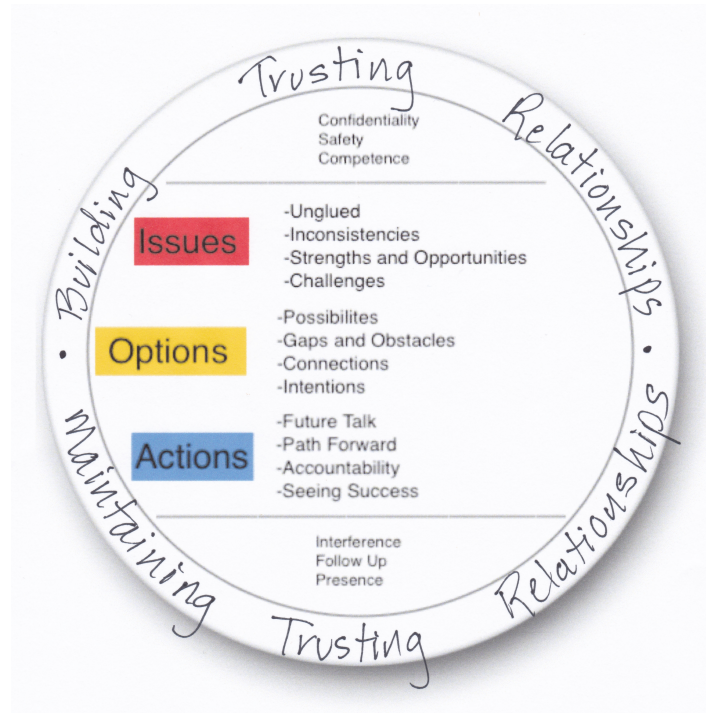 Building Trusting Relationships
Confidentiality
Safety
Competence
Issues
-Unglued
-Inconsistencies
-Strengths and Opportunities
-Challenges
Options
-Possibilites
-Gaps and Obstacles
-Connections
-Intentions
Actions
-Future Talk
-Path Forward
-Accountability
-Seeing Success
Interference
Follow Up
Presence
Maintaining Trusting Relationships